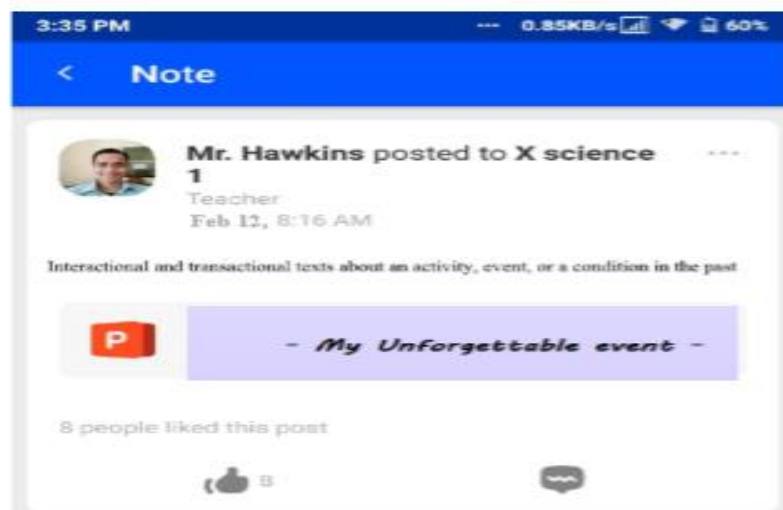 3:35 PM ... 0.85KB/s 60%
< Note
Mr. Hawkins posted to X science ...
1
Teacher
Feb 12, 8:16 AM
Interactional and transactional texts about an activity, event, or a condition in the past
P - My Unforgettable event -
8 people liked this post
8